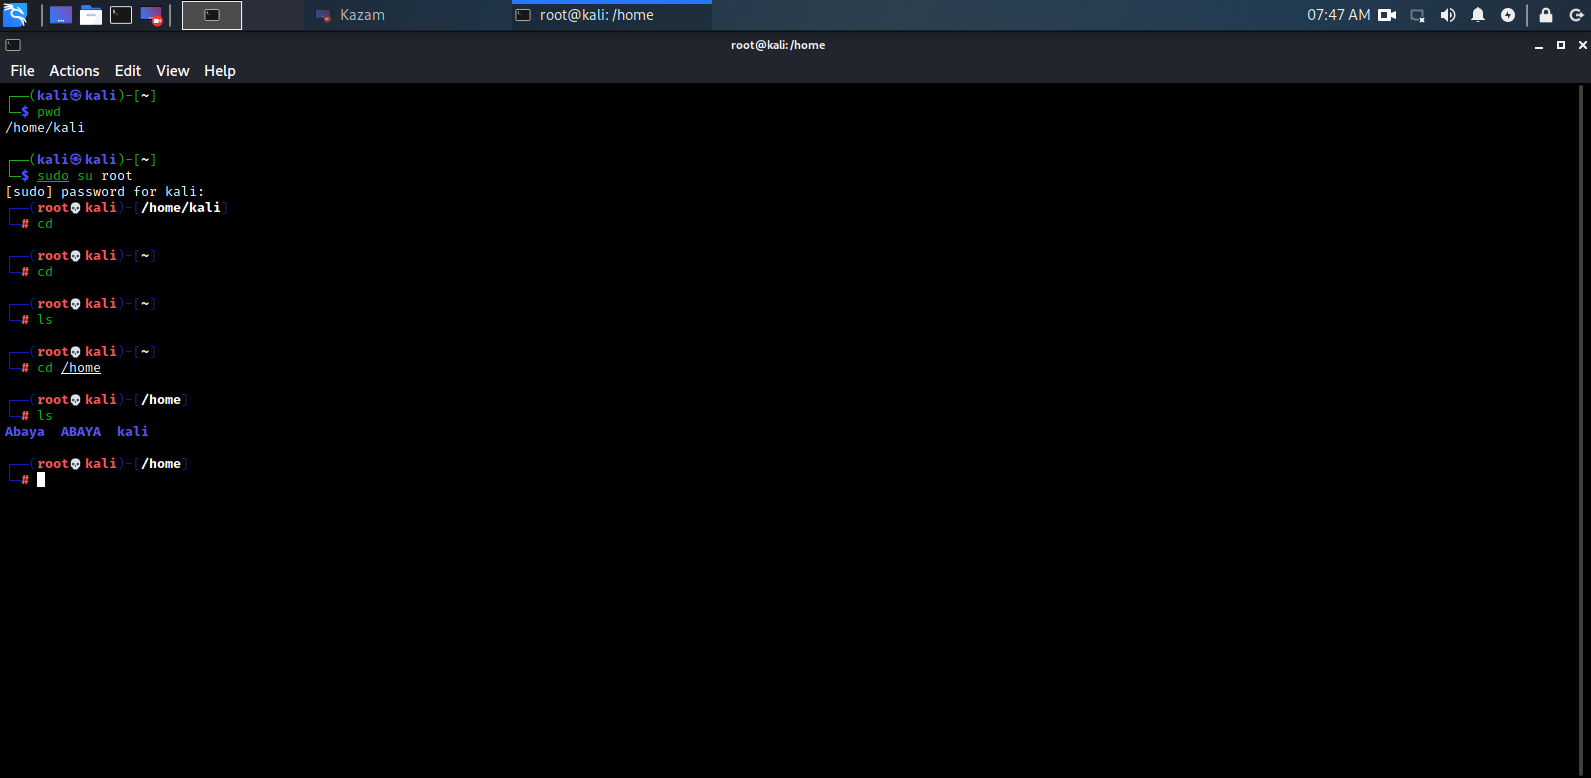 Kazam
root@kali: /home
07:47 AM
root@kali: /home
File Actions Edit View Help
┌──(kali㉿kali)-[~]
└─$ pwd
/home/kali
┌──(kali㉿kali)-[~]
└─$ sudo su root
[sudo] password for kali:
┌──(root💀kali)-[/home/kali]
└─# cd
┌──(root💀kali)-[~]
└─# cd
┌──(root💀kali)-[~]
└─# ls
┌──(root💀kali)-[~]
└─# cd /home
┌──(root💀kali)-[/home]
└─# ls
Abaya  ABAYA  kali
┌──(root💀kali)-[/home]
└─#